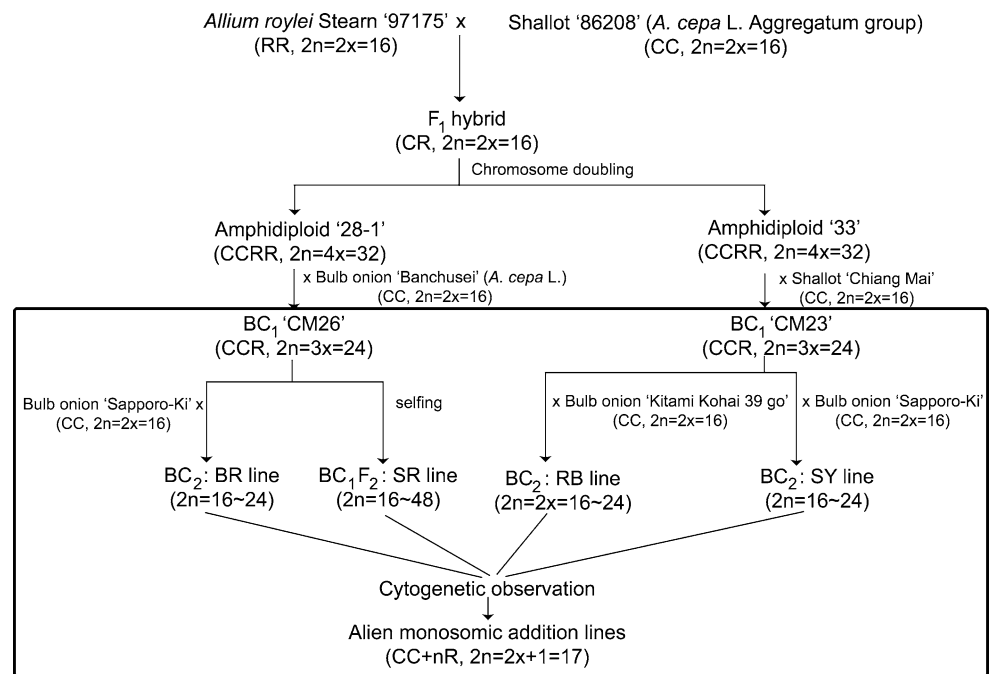 Allium roylei Stearn ‘97175’ x
(RR, 2n=2x=16)
Shallot ‘86208’ (A. cepa L. Aggregatum group)
(CC, 2n=2x=16)
F1 hybrid
(CR, 2n=2x=16)
Chromosome doubling
Amphidiploid ‘28-1’
(CCRR, 2n=4x=32)
Amphidiploid ‘33’
(CCRR, 2n=4x=32)
x Bulb onion ‘Banchusei’ (A. cepa L.)
(CC, 2n=2x=16)
x Shallot ‘Chiang Mai’
(CC, 2n=2x=16)
BC1 ‘CM26’
(CCR, 2n=3x=24)
BC1 ‘CM23’
(CCR, 2n=3x=24)
Bulb onion ‘Sapporo-Ki’ x
(CC, 2n=2x=16)
selfing
x Bulb onion ‘Kitami Kohai 39 go’
(CC, 2n=2x=16)
x Bulb onion ‘Sapporo-Ki’
(CC, 2n=2x=16)
BC2: BR line
(2n=16~24)
BC1F2: SR line
(2n=16~48)
BC2: RB line
(2n=2x=16~24)
BC2: SY line
(2n=16~24)
Cytogenetic observation
Alien monosomic addition lines
(CC+nR, 2n=2x+1=17)